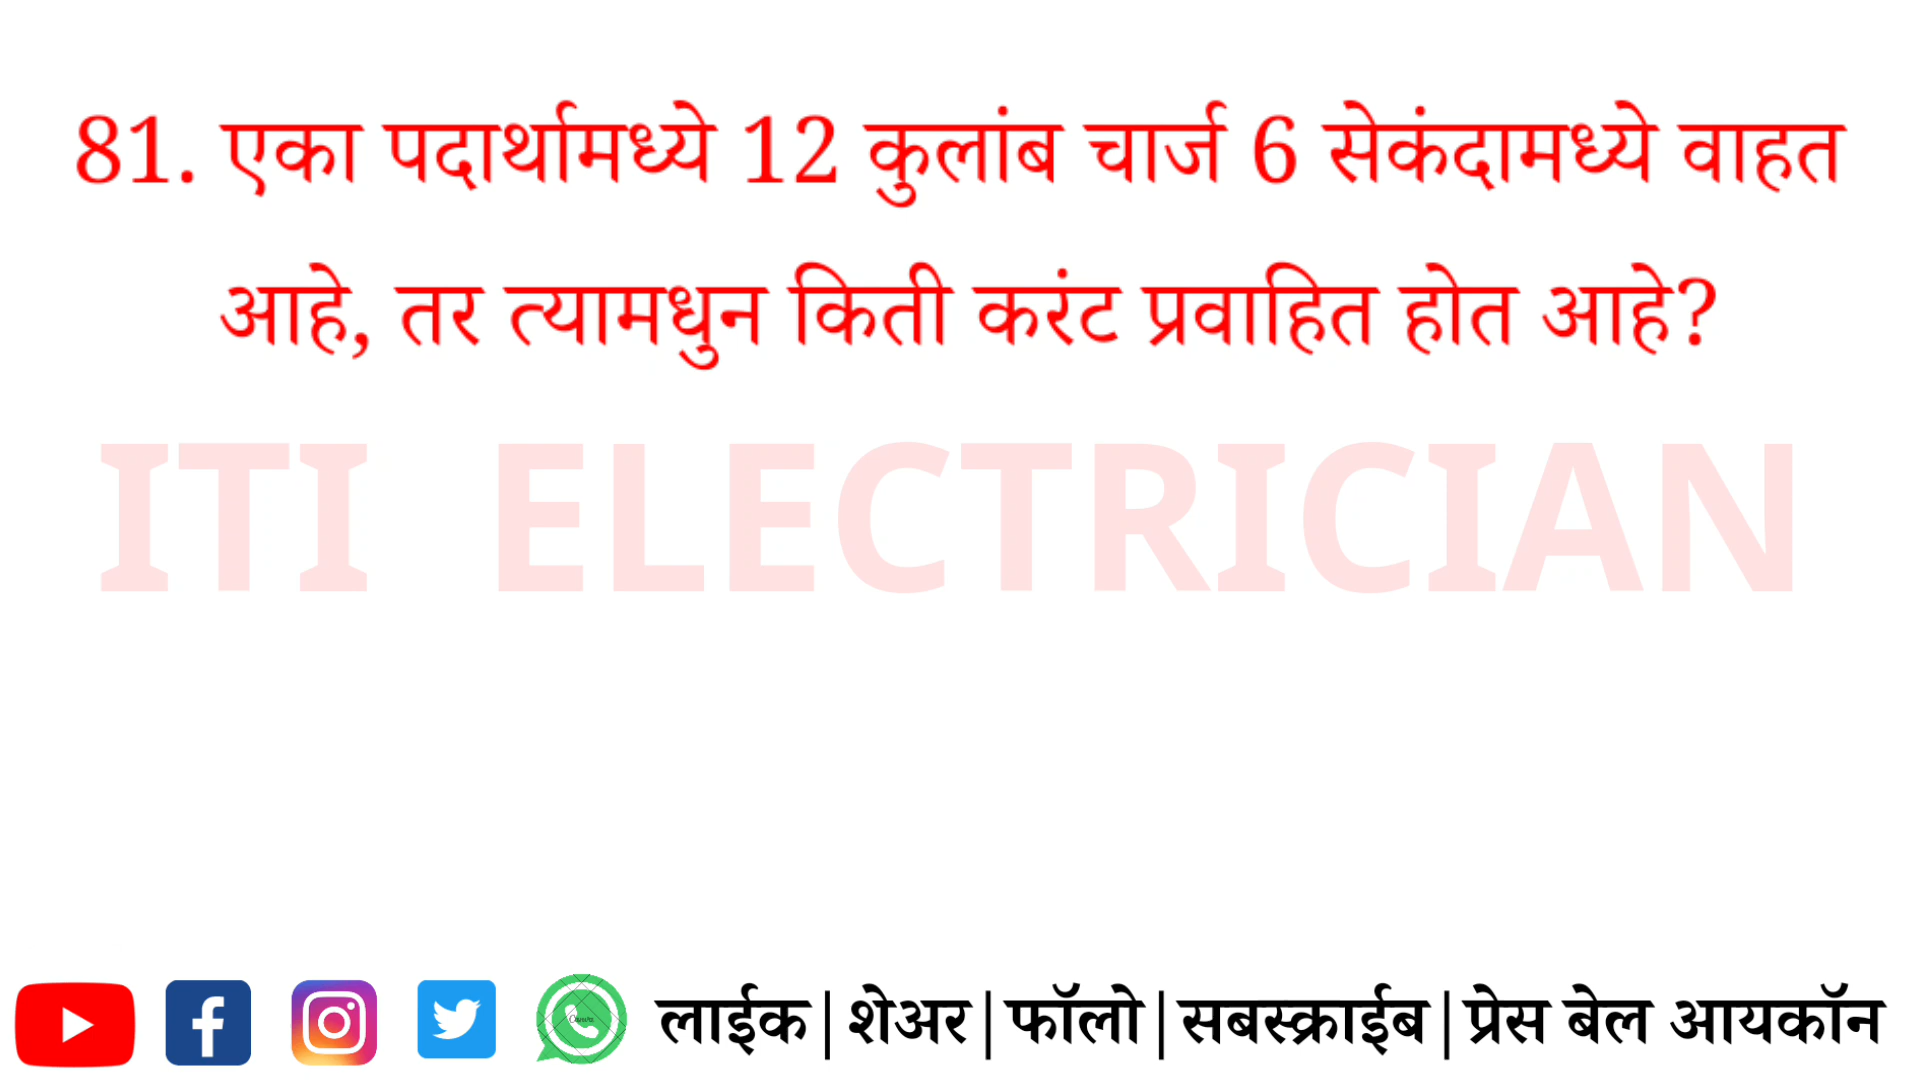 81. एका पदार्थामध्ये 12 कुलांब चार्ज 6 सेकंदामध्ये वाहत
आहे, तर त्यामधुन किती करंट प्रवाहित होत आहे?
ITI ELECTRICIAN
लाईक|शेअर|फॉलो|सबस्क्राईब|प्रेस बेल आयकॉन